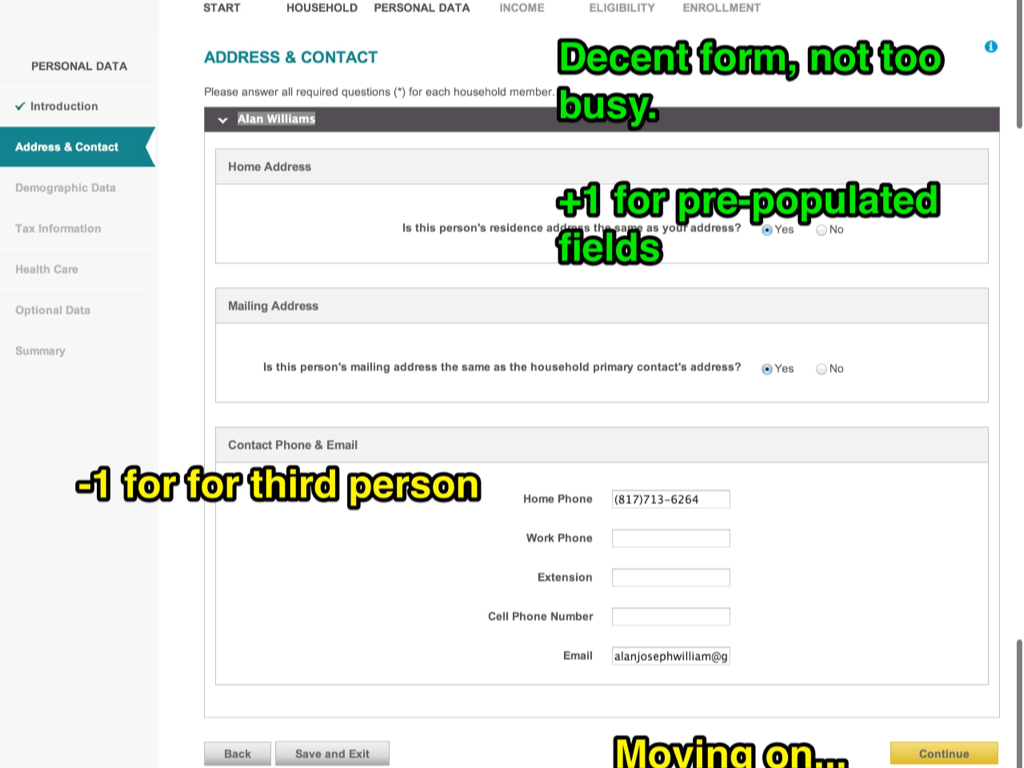 START HOUSEHOLD PERSONAL DATA INCOME ELIGIBILITY ENROLLMENT
PERSONAL DATA
✔ Introduction
Address & Contact
Demographic Data
Tax Information
Health Care
Optional Data
Summary
ADDRESS & CONTACT
Decent form, not too
busy.
i
Please answer all required questions (*) for each household member.
Alan Williams
Home Address
+1 for pre-populated
fields
Is this person's residence address the same as your address? Yes No
Mailing Address
Is this person's mailing address the same as the household primary contact's address? Yes No
Contact Phone & Email
-1 for for third person
Home Phone (817)713-6264
Work Phone
Extension
Cell Phone Number
Email alanjosephwilliam@g
Back Save and Exit Moving on... Continue